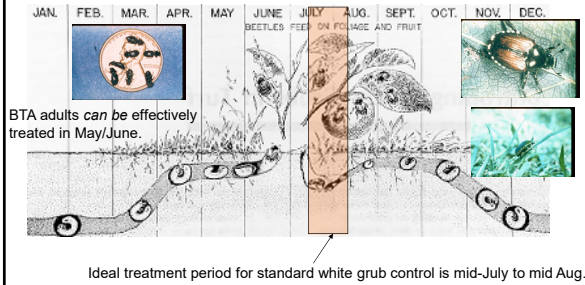 JAN. FEB. MAR. APR. MAY JUNE JULY AUG. SEPT. OCT. NOV. DEC.
BEETLES FEED ON FOLIAGE AND FRUIT
BTA adults can be effectively
treated in May/June.
Ideal treatment period for standard white grub control is mid-July to mid Aug.